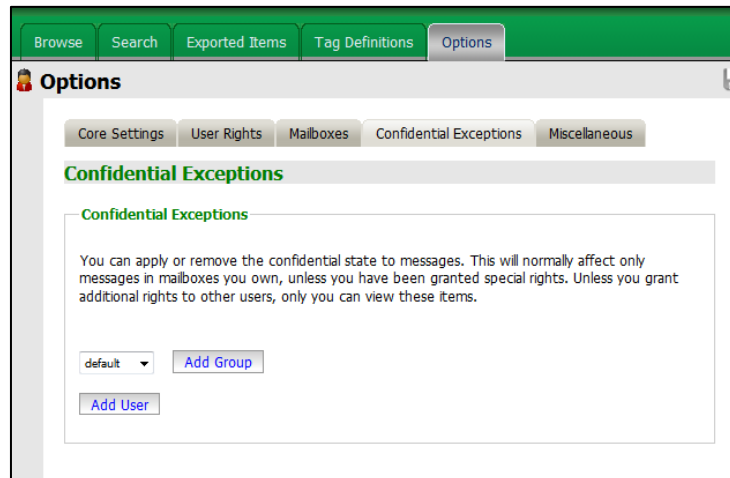 Browse Search Exported Items Tag Definitions Options
Options
Core Settings User Rights Mailboxes Confidential Exceptions Miscellaneous
Confidential Exceptions
Confidential Exceptions
You can apply or remove the confidential state to messages. This will normally affect only
messages in mailboxes you own, unless you have been granted special rights. Unless you grant
additional rights to other users, only you can view these items.
default Add Group
Add User